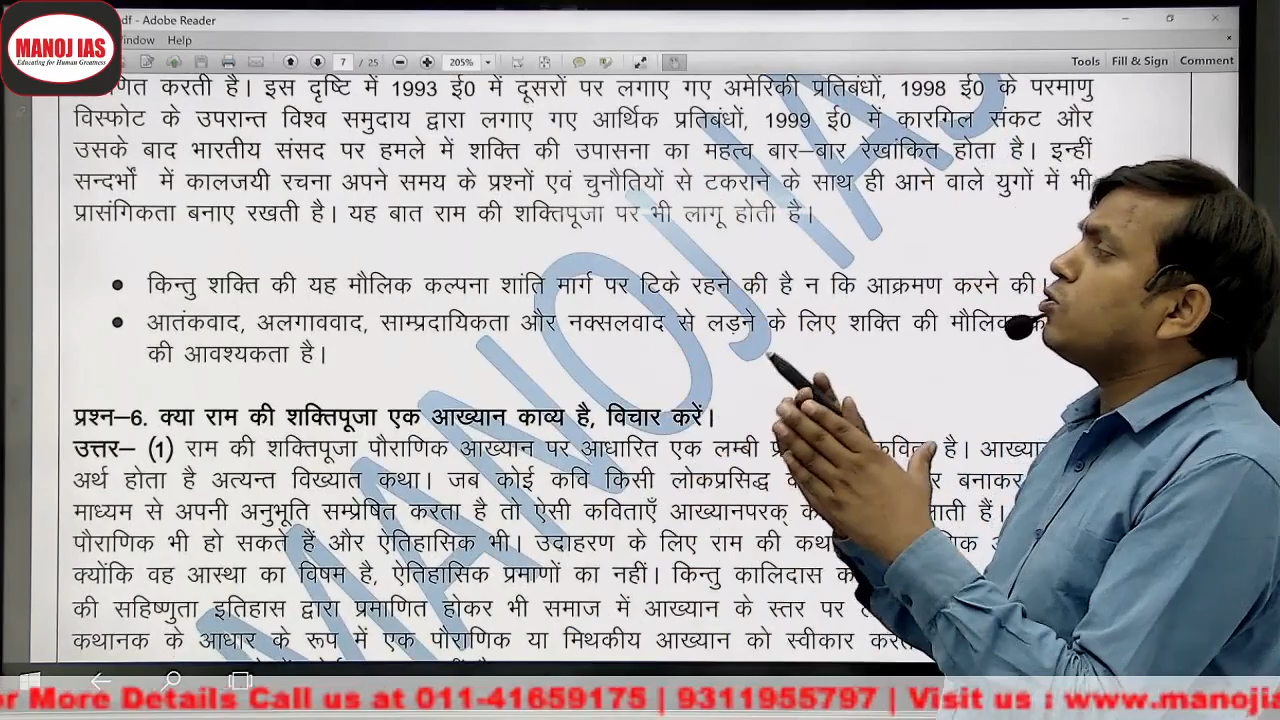 MANOJ IAS
Educating for Human Greatness
df - Adobe Reader
indow Help
7 / 25 205% Tools Fill & Sign Comment
णित करती है। इस दृष्टि में 1993 ई0 में दूसरों पर लगाए गए अमेरिकी प्रतिबंधों, 1998 ई0 के परमाणु
विस्फोट के उपरान्त विश्व समुदाय द्वारा लगाए गए आर्थिक प्रतिबंधों, 1999 ई0 में कारगिल संकट और
उसके बाद भारतीय संसद पर हमले में शक्ति की उपासना का महत्व बार–बार रेखांकित होता है। इन्हीं
सन्दर्भों में कालजयी रचना अपने समय के प्रश्नों एवं चुनौतियों से टकराने के साथ ही आने वाले युगों में भी
प्रासंगिकता बनाए रखती है। यह बात राम की शक्तिपूजा पर भी लागू होती है।
• किन्तु शक्ति की यह मौलिक कल्पना शांति मार्ग पर टिके रहने की है न कि आक्रमण करने की
• आतंकवाद, अलगाववाद, साम्प्रदायिकता और नक्सलवाद से लड़ने के लिए शक्ति की मौलिक
की आवश्यकता है।
प्रश्न–6. क्या राम की शक्तिपूजा एक आख्यान काव्य है, विचार करें।
उत्तर– (1) राम की शक्तिपूजा पौराणिक आख्यान पर आधारित एक लम्बी है। आख्या
अर्थ होता है अत्यन्त विख्यात कथा। जब कोई कवि किसी लोकप्रसिद्ध बनाकर
माध्यम से अपनी अनुभूति सम्प्रेषित करता है तो ऐसी कविताएँ आख्यानपरक् लाती हैं।
पौराणिक भी हो सकते हैं और ऐतिहासिक भी। उदाहरण के लिए राम की कथ
क्योंकि वह आस्था का विषम है, ऐतिहासिक प्रमाणों का नहीं। किन्तु कालिदास
की सहिष्णुता इतिहास द्वारा प्रमाणित होकर भी समाज में आख्यान के स्तर पर
कथानक के आधार के रूप में एक पौराणिक या मिथकीय आख्यान को स्वीकार
MANOJ IAS
or More Details Call us at 011-41659175 | 9311955797 | Visit us : www.manojia